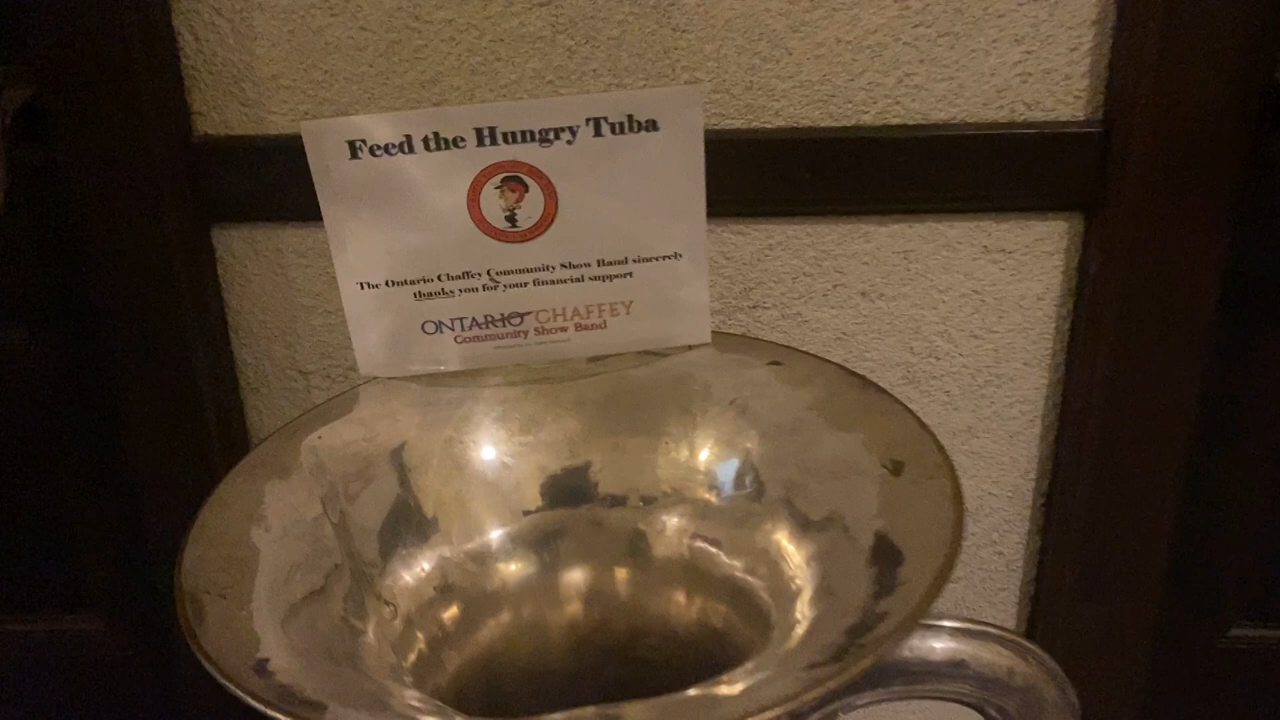 Feed the Hungry Tuba
The Ontario Chaffey Community Show Band sincerely
thanks you for your financial support
ONTARIO CHAFFEY
Community Show Band